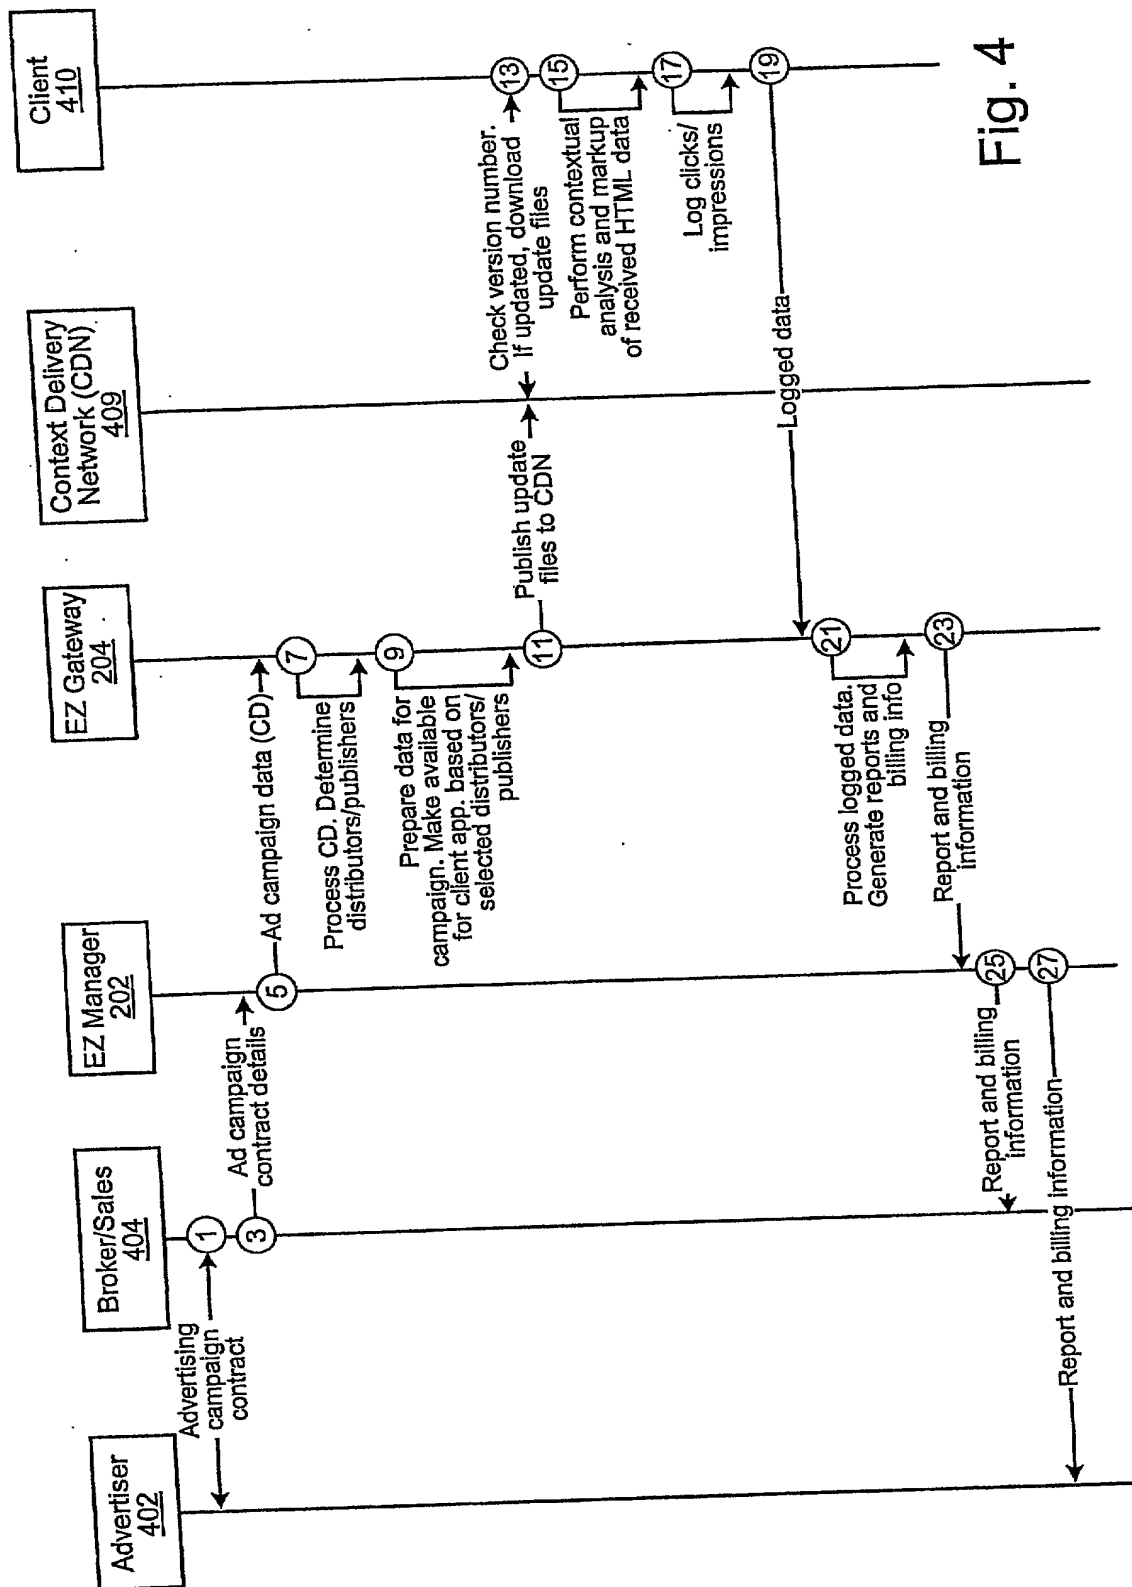 Advertiser
402
Broker/Sales
404
EZ Manager
202
EZ Gateway
204
Context Delivery
Network (CDN)
409
Client
410
Advertising
campaign
contract
1
3
Ad campaign
contract details
5
Ad campaign data (CD)
7
Process CD. Determine
distributors/publishers
9
Prepare data for
campaign. Make available
for client app. based on
selected distributors/
publishers
11
Publish update
files to CDN
Check version number.
If updated, download
update files
13
15
Perform contextual
analysis and markup
of received HTML data
17
Log clicks/
impressions
19
Logged data
21
Process logged data.
Generate reports and
billing info
23
Report and billing
information
25
Report and billing
information
27
Report and billing information
Fig. 4